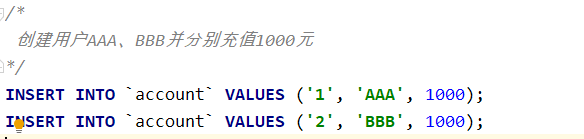 /*
创建用户AAA、BBB并分别充值1000元
*/
INSERT INTO `account` VALUES ('1', 'AAA', 1000);
INSERT INTO `account` VALUES ('2', 'BBB', 1000);